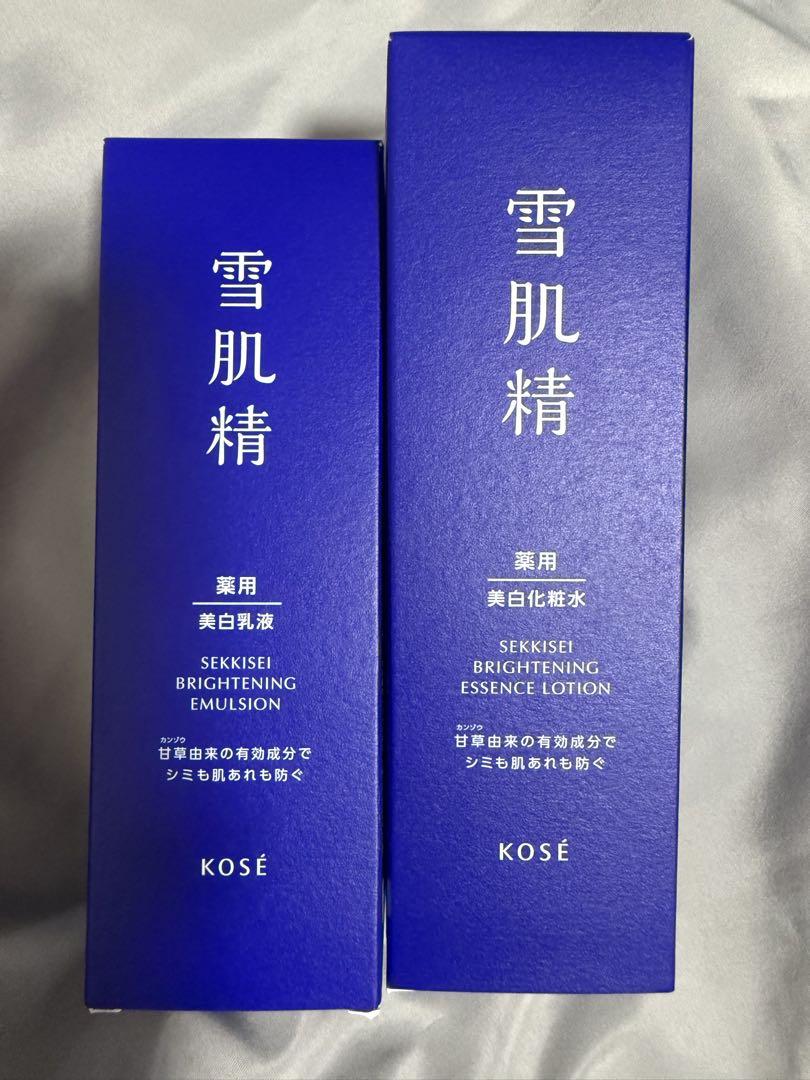 雪肌精
薬用
美白乳液
SEKKISEI
BRIGHTENING
EMULSION
カンゾウ
甘草由来の有効成分で
シミも肌あれも防ぐ
KOSÉ
雪肌精
薬用
美白化粧水
SEKKISEI
BRIGHTENING
ESSENCE LOTION
カンゾウ
甘草由来の有効成分で
シミも肌あれも防ぐ
KOSÉ